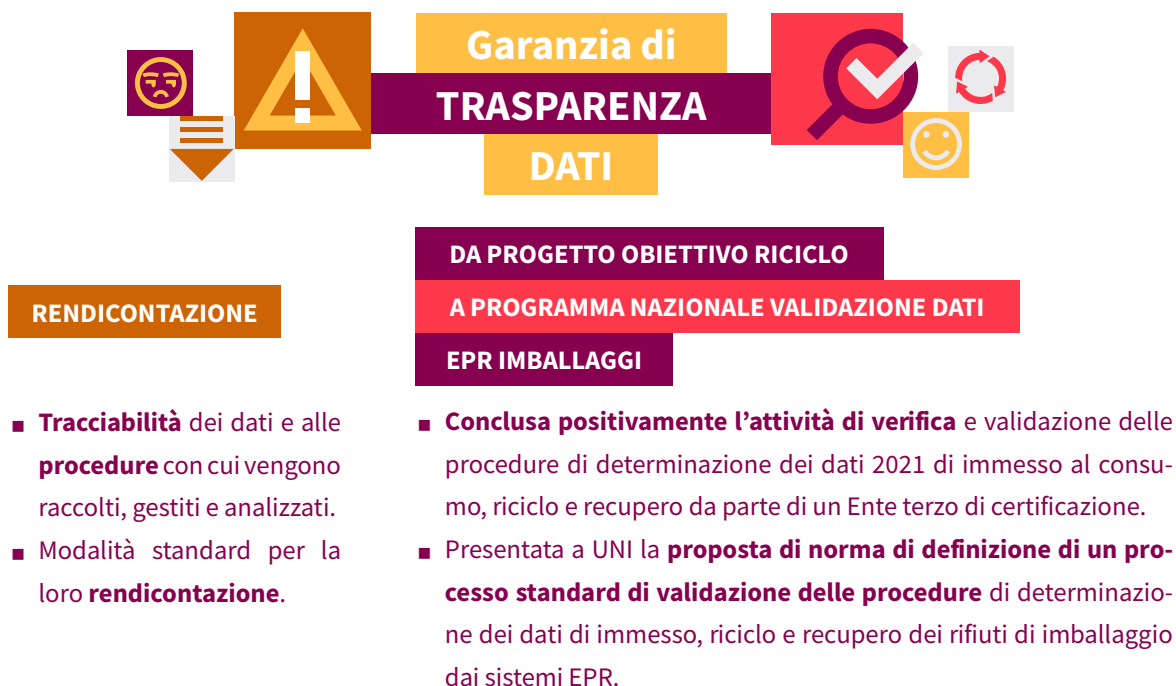 Garanzia di
TRASPARENZA
DATI
RENDICONTAZIONE
▪ Tracciabilità dei dati e alle
procedure con cui vengono
raccolti, gestiti e analizzati.
▪ Modalità standard per la
loro rendicontazione.
DA PROGETTO OBIETTIVO RICICLO
A PROGRAMMA NAZIONALE VALIDAZIONE DATI
EPR IMBALLAGGI
▪ Conclusa positivamente l’attività di verifica e validazione delle
procedure di determinazione dei dati 2021 di immesso al consu-
mo, riciclo e recupero da parte di un Ente terzo di certificazione.
▪ Presentata a UNI la proposta di norma di definizione di un pro-
cesso standard di validazione delle procedure di determinazio-
ne dei dati di immesso, riciclo e recupero dei rifiuti di imballaggio
dai sistemi EPR.